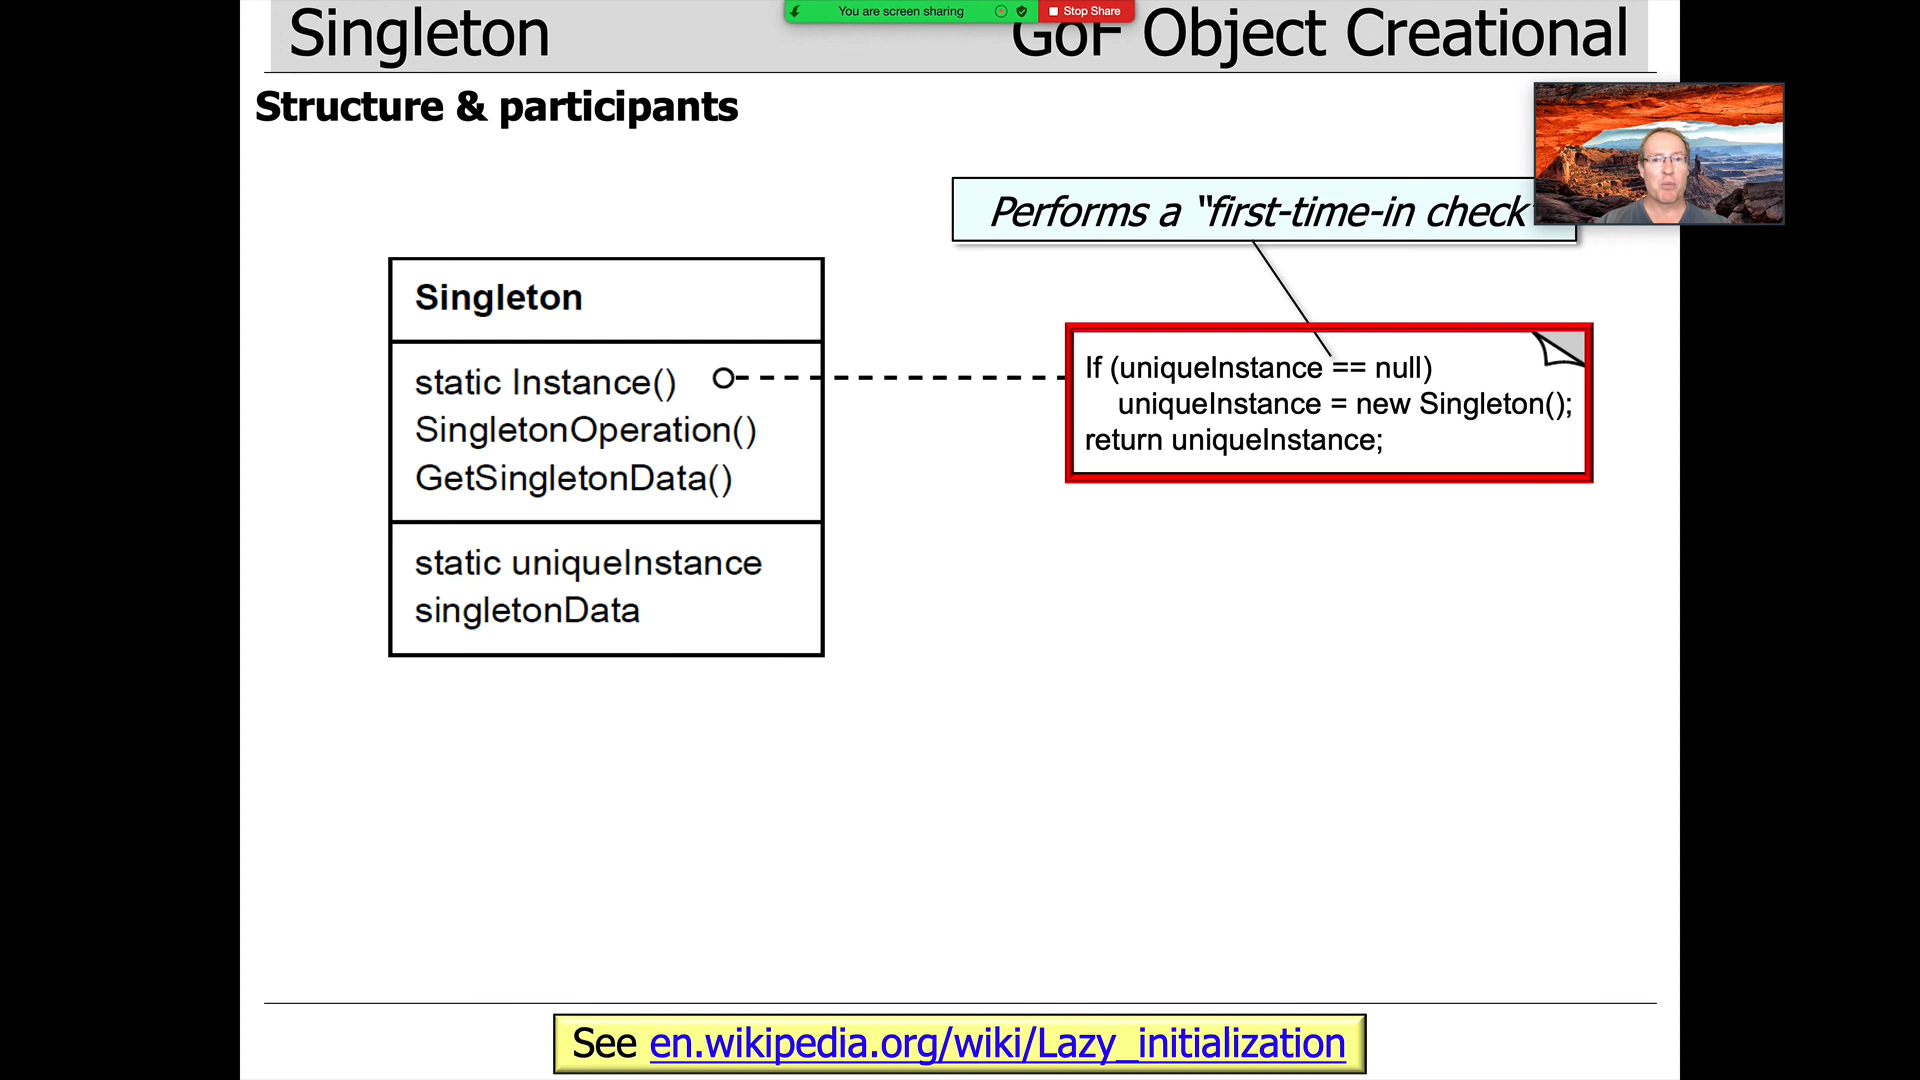 You are screen sharing
Stop Share
Singleton
GoF Object Creational
Structure & participants
Performs a “first-time-in check
Singleton
static Instance()
SingletonOperation()
GetSingletonData()
static uniqueInstance
singletonData
If (uniqueInstance == null)
uniqueInstance = new Singleton();
return uniqueInstance;
See en.wikipedia.org/wiki/Lazy_initialization